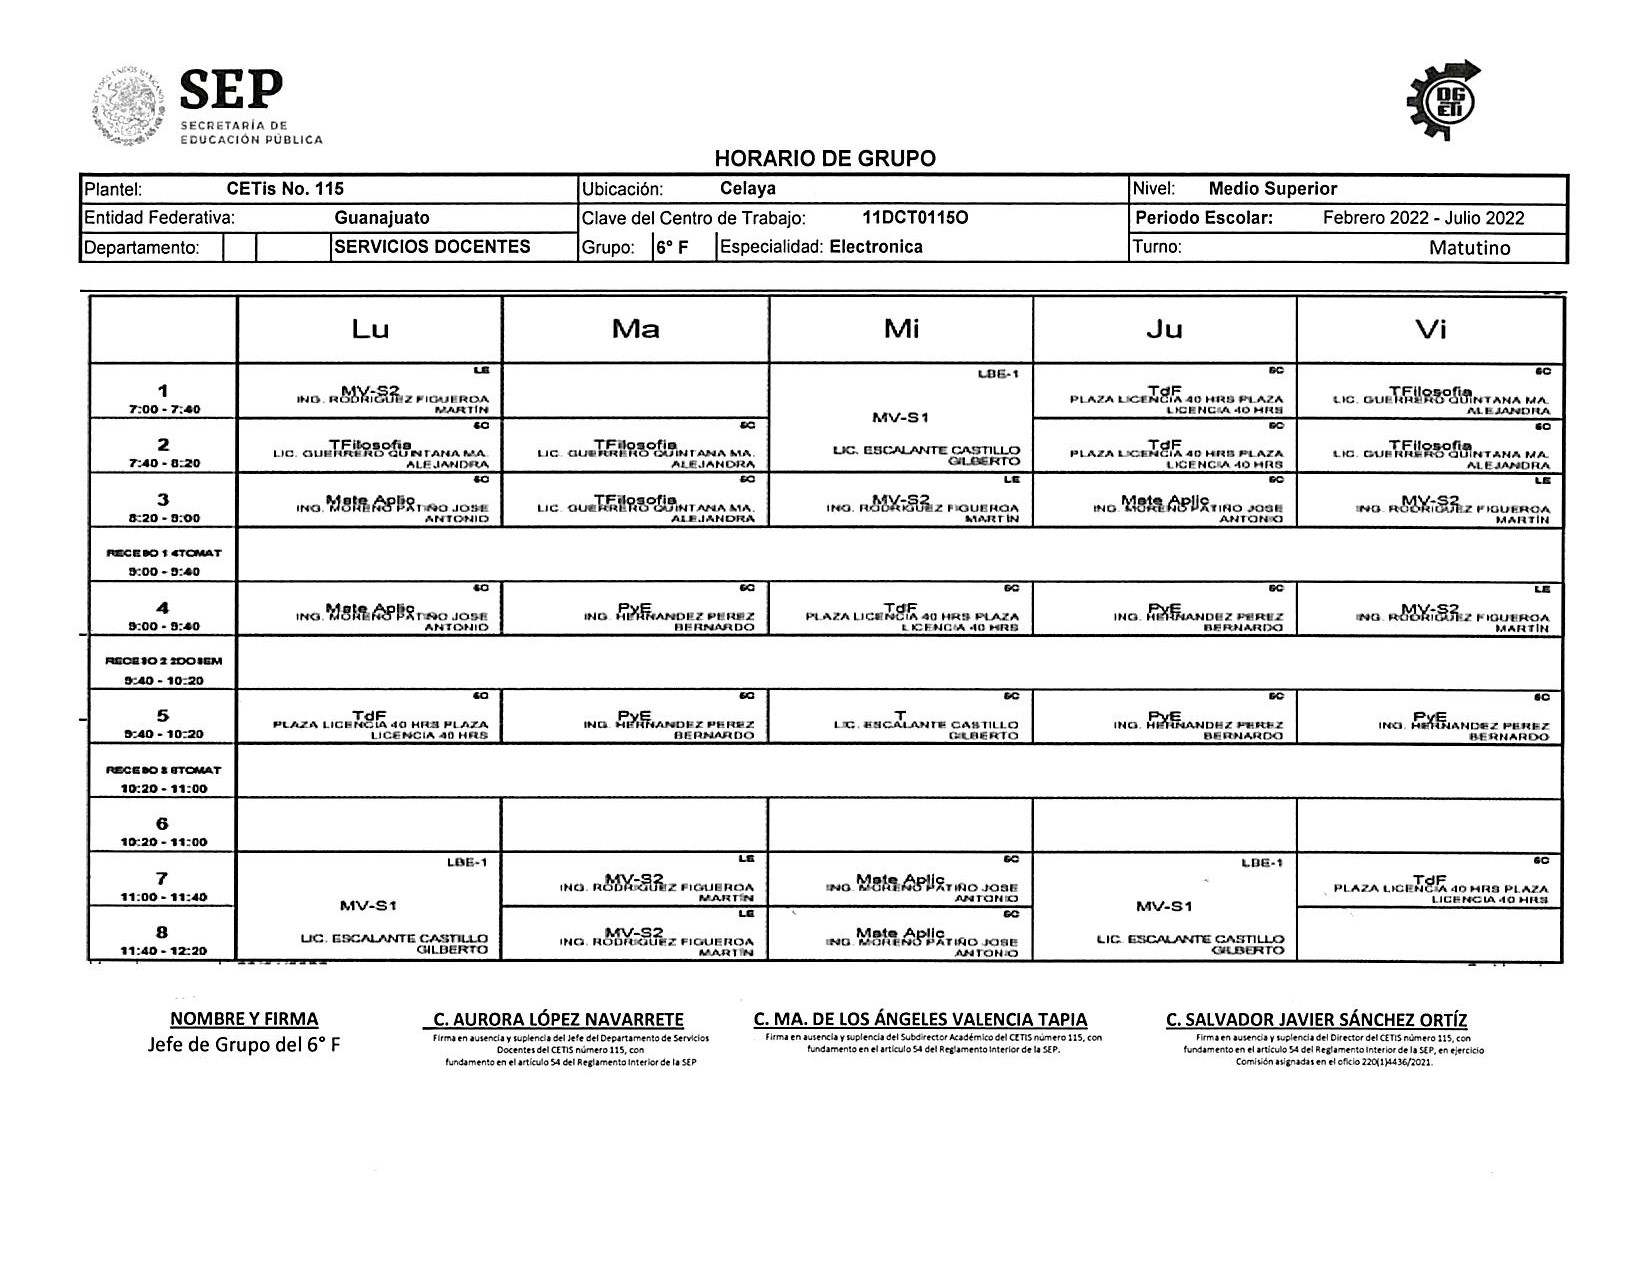 SEP
SECRETARÍA DE
EDUCACIÓN PÚBLICA
DG
ETI
HORARIO DE GRUPO
Plantel: CETis No. 115 Ubicación: Celaya Nivel: Medio Superior
Entidad Federativa: Guanajuato Clave del Centro de Trabajo: 11DCT0115O Periodo Escolar: Febrero 2022 - Julio 2022
Departamento: SERVICIOS DOCENTES Grupo: 6° F Especialidad: Electronica Turno: Matutino
Lu Ma Mi Ju Vi
1
7:00 - 7:40
LE
MV-S2
ING. RODRIGUEZ FIGUEROA
MARTÍN
LBE-1
MV-S1
LIC. ESCALANTE CASTILLO
GILBERTO
6C
TdF
PLAZA LICENCIA 40 HRS PLAZA
LICENCIA 40 HRS
6C
TFilosofia
LIC. GUERRERO QUINTANA MA.
ALEJANDRA
2
7:40 - 8:20
6C
TFilosofia
LIC. GUERRERO QUINTANA MA.
ALEJANDRA
6C
TFilosofia
LIC. GUERRERO QUINTANA MA.
ALEJANDRA
6C
TdF
PLAZA LICENCIA 40 HRS PLAZA
LICENCIA 40 HRS
6C
TFilosofia
LIC. GUERRERO QUINTANA MA.
ALEJANDRA
3
8:20 - 9:00
6C
Mate Aplic
ING. MORENO PATIÑO JOSE
ANTONIO
6C
TFilosofia
LIC. GUERRERO QUINTANA MA.
ALEJANDRA
LE
MV-S2
ING. RODRIGUEZ FIGUEROA
MARTÍN
6C
Mate Aplic
ING. MORENO PATIÑO JOSE
ANTONIO
LE
MV-S2
ING. RODRIGUEZ FIGUEROA
MARTÍN
RECESO 1 4TOMAT
9:00 - 9:40
4
9:00 - 9:40
6C
Mate Aplic
ING. MORENO PATIÑO JOSE
ANTONIO
6C
PyE
ING. HERNANDEZ PEREZ
BERNARDO
6C
TdF
PLAZA LICENCIA 40 HRS PLAZA
LICENCIA 40 HRS
6C
PyE
ING. HERNANDEZ PEREZ
BERNARDO
LE
MV-S2
ING. RODRIGUEZ FIGUEROA
MARTÍN
RECESO 2 2DOSEM
9:40 - 10:20
5
9:40 - 10:20
6C
TdF
PLAZA LICENCIA 40 HRS PLAZA
LICENCIA 40 HRS
6C
PyE
ING. HERNANDEZ PEREZ
BERNARDO
6C
T
LIC. ESCALANTE CASTILLO
GILBERTO
6C
PyE
ING. HERNANDEZ PEREZ
BERNARDO
6C
PyE
ING. HERNANDEZ PEREZ
BERNARDO
RECESO 3 6TOMAT
10:20 - 11:00
6
10:20 - 11:00
7
11:00 - 11:40
LBE-1
MV-S1
LIC. ESCALANTE CASTILLO
GILBERTO
LE
MV-S2
ING. RODRIGUEZ FIGUEROA
MARTÍN
6C
Mate Aplic
ING. MORENO PATIÑO JOSE
ANTONIO
LBE-1
MV-S1
LIC. ESCALANTE CASTILLO
GILBERTO
6C
TdF
PLAZA LICENCIA 40 HRS PLAZA
LICENCIA 40 HRS
8
11:40 - 12:20
LE
MV-S2
ING. RODRIGUEZ FIGUEROA
MARTÍN
6C
Mate Aplic
ING. MORENO PATIÑO JOSE
ANTONIO
NOMBRE Y FIRMA
Jefe de Grupo del 6° F
C. AURORA LÓPEZ NAVARRETE
Firma en ausencia y suplencia del Jefe del Departamento de Servicios
Docentes del CETIS número 115, con
fundamento en el artículo 54 del Reglamento Interior de la SEP
C. MA. DE LOS ÁNGELES VALENCIA TAPIA
Firma en ausencia y suplencia del Subdirector Académico del CETIS número 115, con
fundamento en el artículo 54 del Reglamento Interior de la SEP.
C. SALVADOR JAVIER SÁNCHEZ ORTÍZ
Firma en ausencia y suplencia del Director del CETIS número 115, con
fundamento en el artículo 54 del Reglamento Interior de la SEP, en ejercicio
Comisión asignadas en el oficio 220(1)4436/2021.